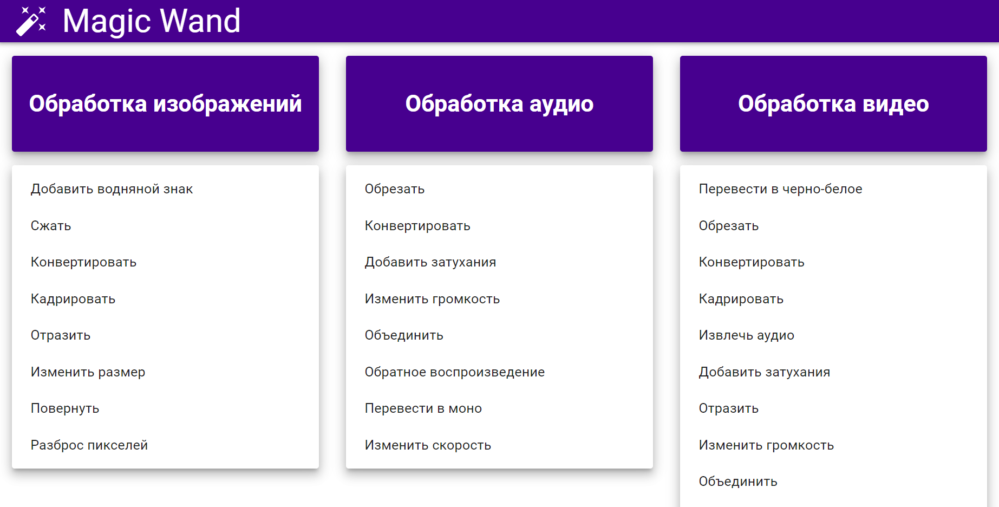 Magic Wand
Обработка изображений
Добавить водняной знак
Сжать
Конвертировать
Кадрировать
Отразить
Изменить размер
Повернуть
Разброс пикселей
Обработка аудио
Обрезать
Конвертировать
Добавить затухания
Изменить громкость
Объединить
Обратное воспроизведение
Перевести в моно
Изменить скорость
Обработка видео
Перевести в черно-белое
Обрезать
Конвертировать
Кадрировать
Извлечь аудио
Добавить затухания
Отразить
Изменить громкость
Объединить